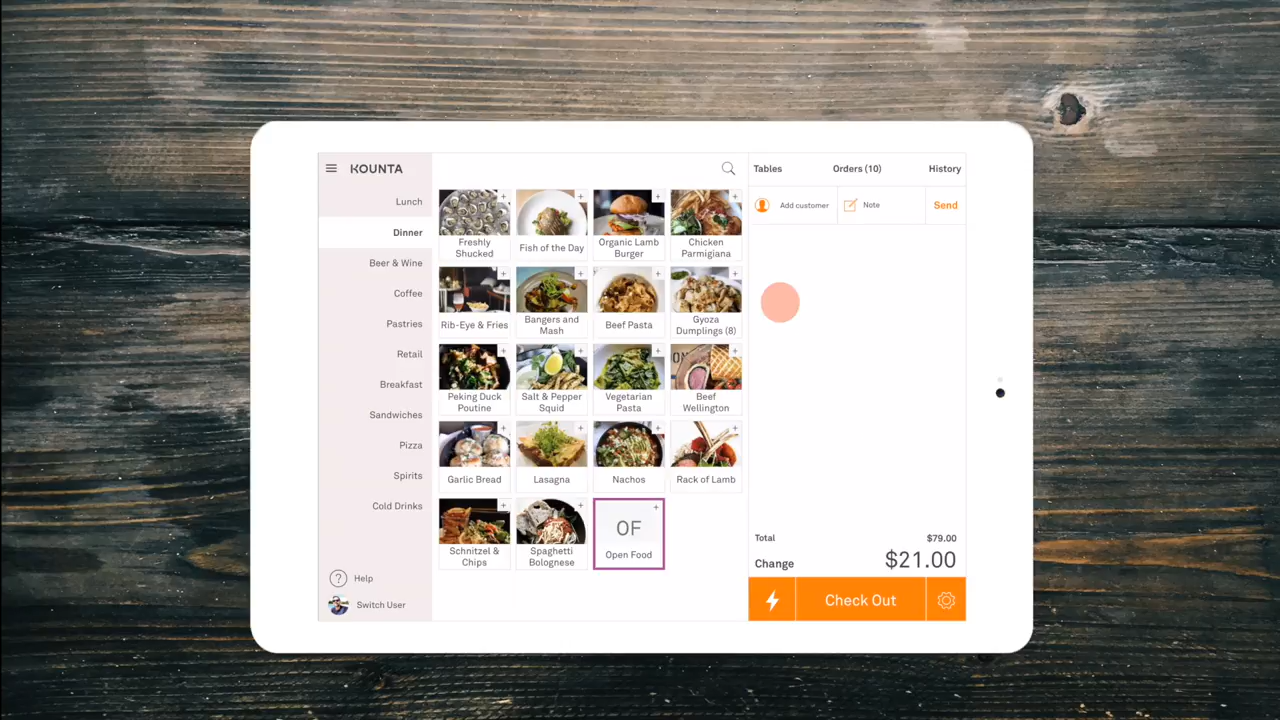 KOUNTA
Lunch
Dinner
Beer & Wine
Coffee
Pastries
Retail
Breakfast
Sandwiches
Pizza
Spirits
Cold Drinks
? Help
Switch User
Freshly
Shucked
Fish of the Day
Organic Lamb
Burger
Chicken
Parmigiana
Rib-Eye & Fries
Bangers and
Mash
Beef Pasta
Gyoza
Dumplings (8)
Peking Duck
Poutine
Salt & Pepper
Squid
Vegetarian
Pasta
Beef
Wellington
Garlic Bread
Lasagna
Nachos
Rack of Lamb
Schnitzel &
Chips
Spaghetti
Bolognese
OF
Open Food
Tables Orders (10) History
Add customer Note Send
Total $79.00
Change $21.00
Check Out